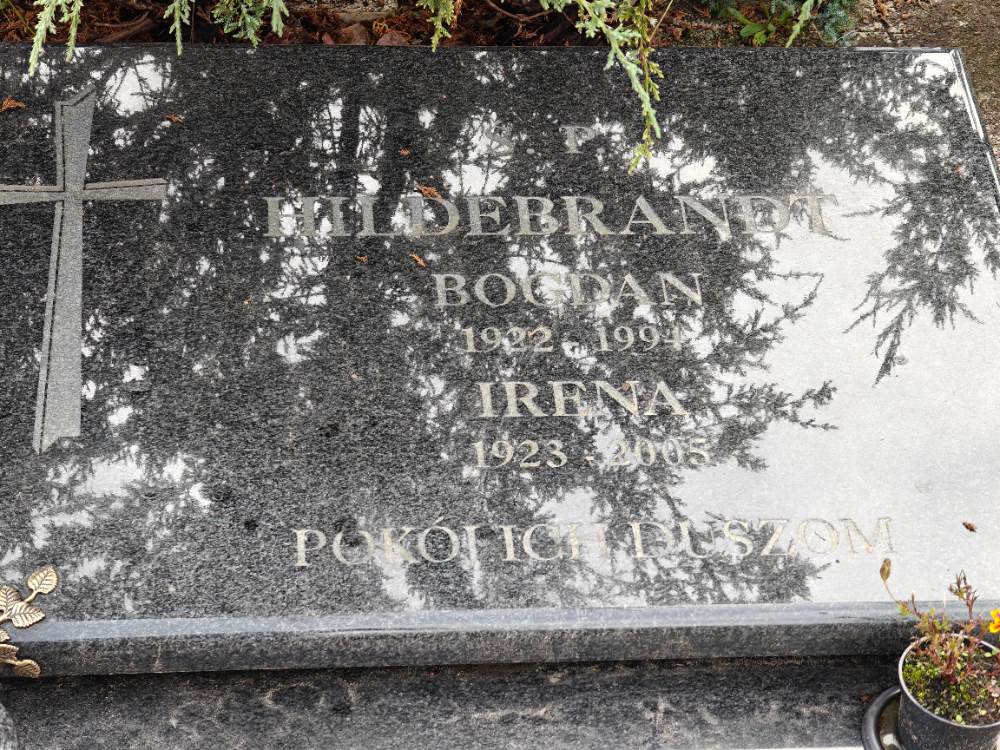 Ś P
HILDEBRANDT
BOGDAN
1922 - 1994
IRENA
1923 - 2005
POKÓJ ICH DUSZOM